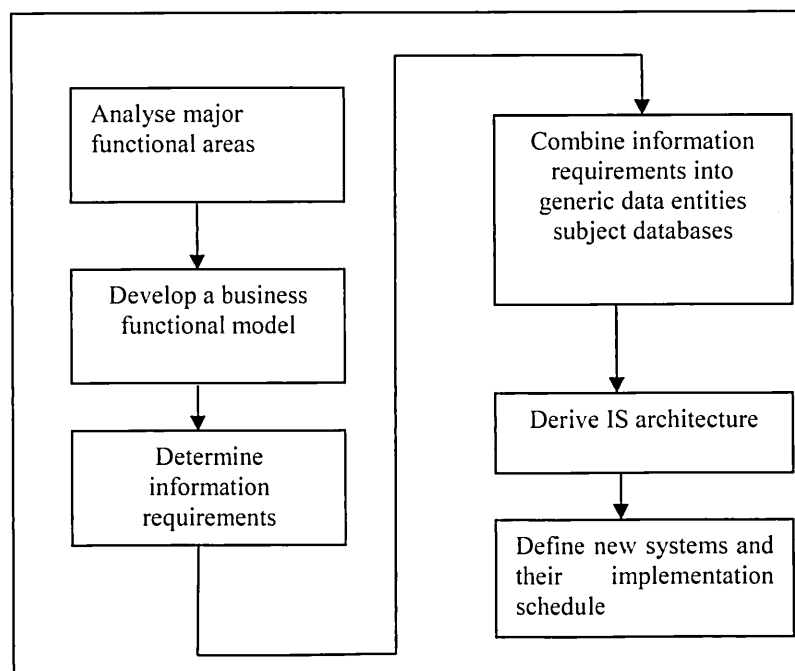 Analyse major
functional areas
Develop a business
functional model
Determine
information
requirements
Combine information
requirements into
generic data entities
subject databases
Derive IS architecture
Define new systems and
their implementation
schedule